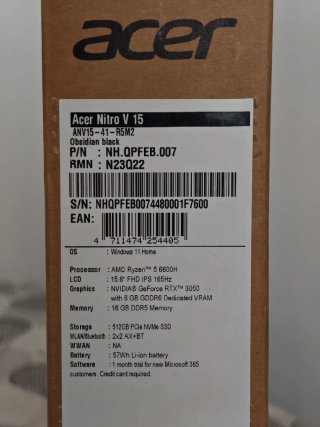 acer
Acer Nitro V 15
ANV15-41-R5M2
Obsidian black
P/N : NH.QPFEB.007
RMN : N23Q22
S/N: NHQPFEB0074480001F7600
EAN:
4 711474 254405
OS : Windows 11 Home
Processor : AMD Ryzen™ 5 6600H
LCD : 15.6" FHD IPS 165Hz
Graphics : NVIDIA® GeForce RTX™ 3050
with 6 GB GDDR6 Dedicated VRAM
Memory : 16 GB DDR5 Memory
Storage : 512GB PCIe NVMe SSD
WLAN/Bluetooth : 2x2 AX+BT
WWAN : NA
Battery : 57Wh Li-ion battery
Software : 1 month trial for new Microsoft 365
customers. Credit card required.